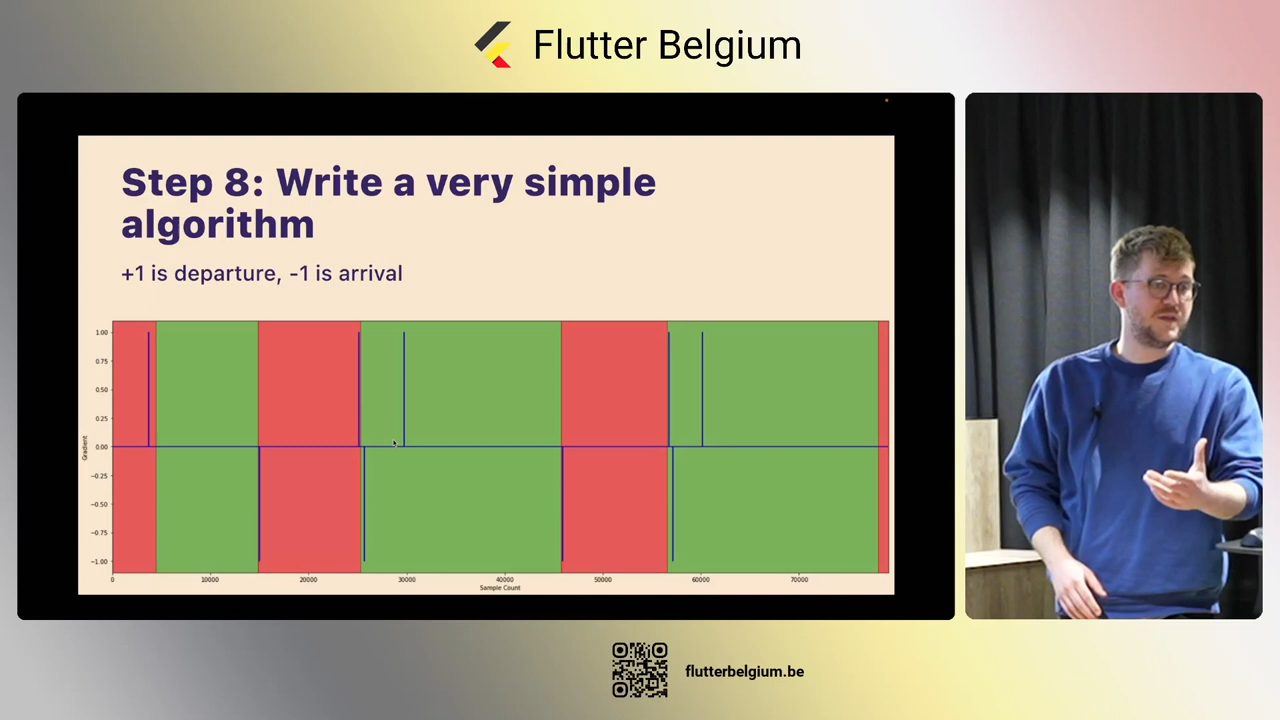 Flutter Belgium
Step 8: Write a very simple
algorithm
+1 is departure, -1 is arrival
1.00
0.75
0.50
0.25
0.00
−0.25
−0.50
−0.75
−1.00
Gradient
0 10000 20000 30000 40000 50000 60000 70000
Sample Count
flutterbelgium.be